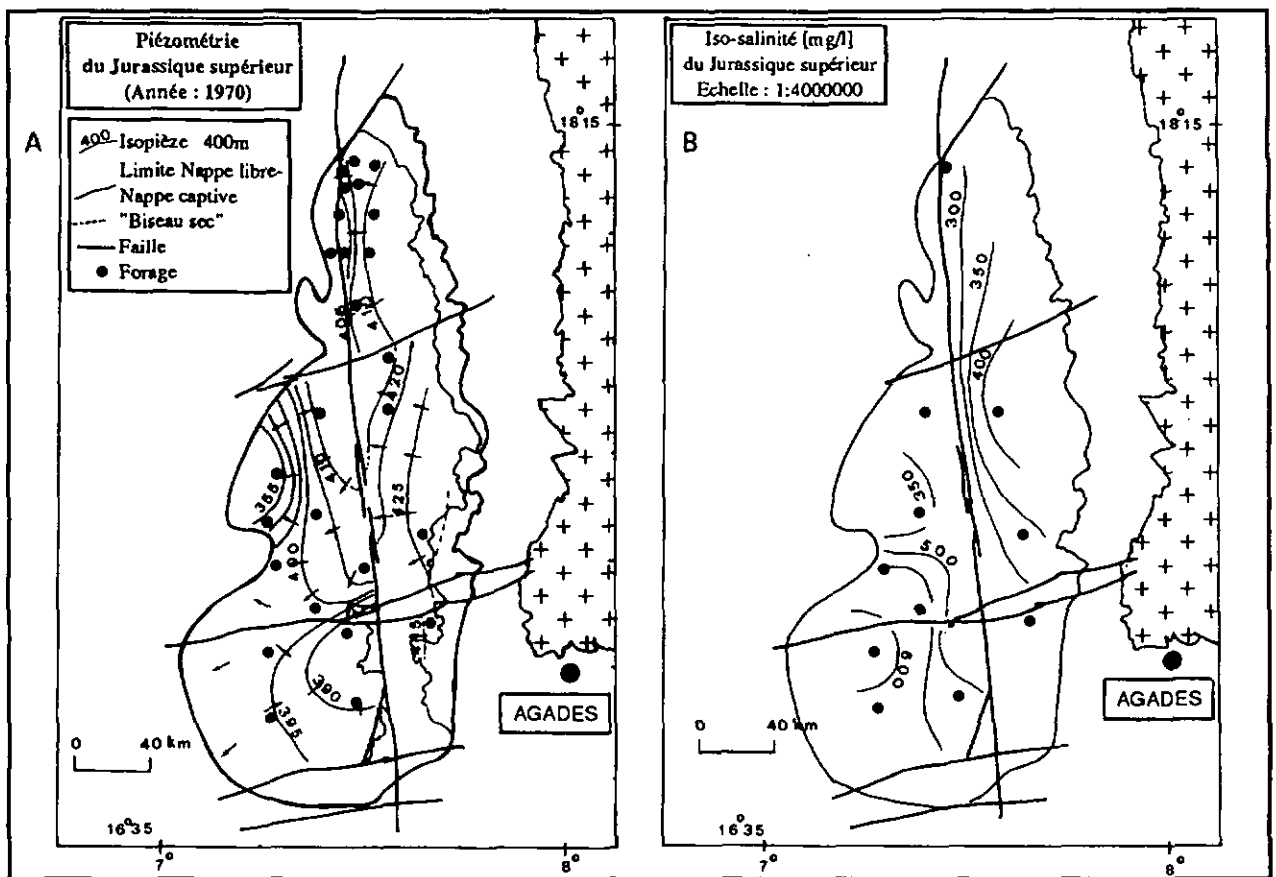 Piézométrie
du Jurassique supérieur
(Année : 1970)
A
400 Isopièze 400m
Limite Nappe libre-
Nappe captive
"Biseau sec"
Faille
Forage
18° 15
405
410
420
355
410
425
400
390
395
AGADES
0 40 km
16° 35
7°
8°
Iso-salinité [mg/l]
du Jurassique supérieur
Echelle : 1:4000000
B
18° 15
300
350
400
350
500
600
AGADES
0 40 km
16° 35
7°
8°